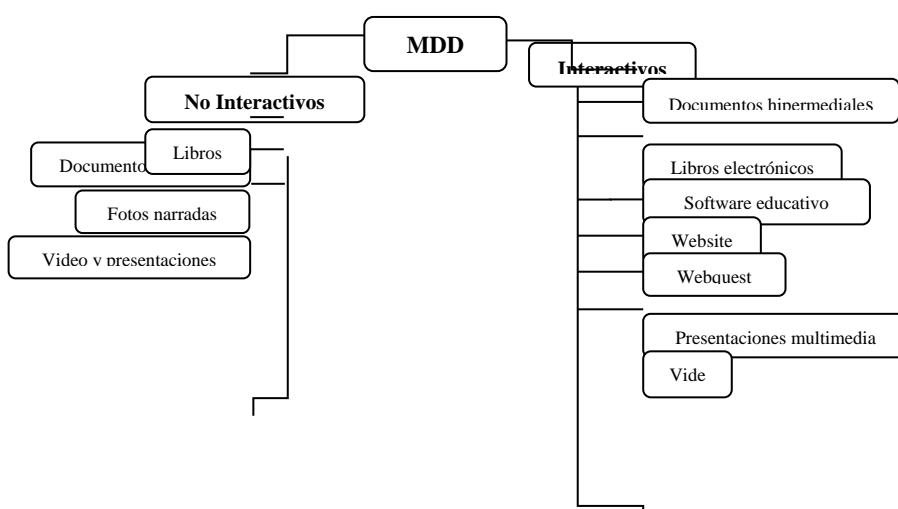 MDD
Interactivos
No Interactivos
Documentos hipermediales
Libros
Documento
Libros electrónicos
Fotos narradas
Software educativo
Website
Video y presentaciones
Webquest
Presentaciones multimedia
Vide